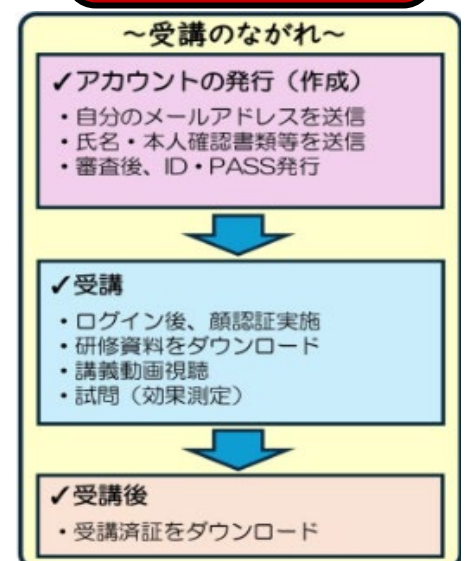 ～受講のながれ～
✓アカウントの発行（作成）
・自分のメールアドレスを送信
・氏名・本人確認書類等を送信
・審査後、ID・PASS発行
✓受講
・ログイン後、顔認証実施
・研修資料をダウンロード
・講義動画視聴
・試問（効果測定）
✓受講後
・受講済証をダウンロード